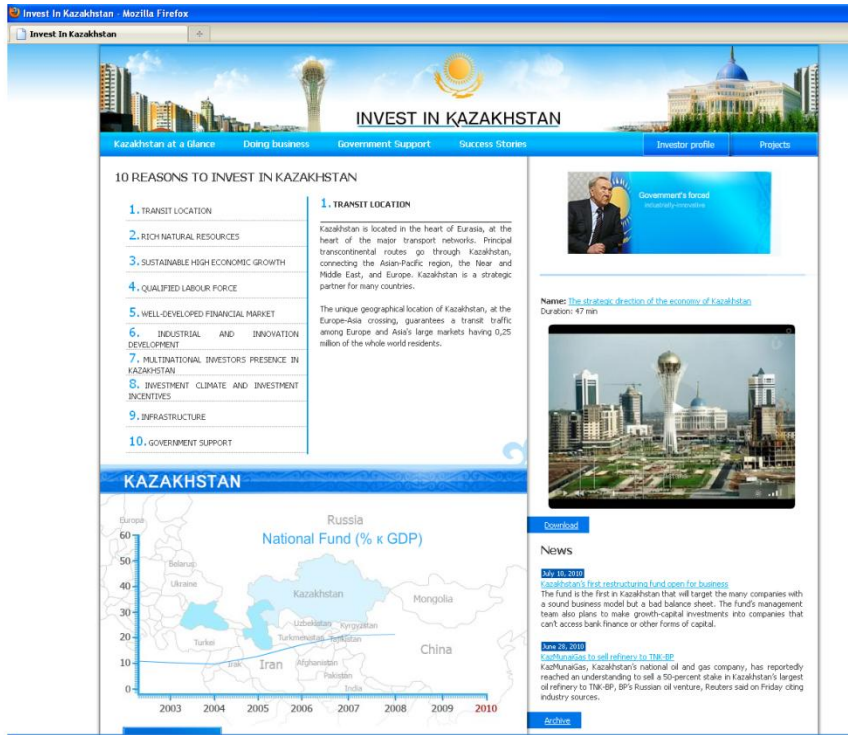 Invest In Kazakhstan - Mozilla Firefox
Invest In Kazakhstan
INVEST IN KAZAKHSTAN
Kazakhstan at a Glance
Doing business
Government Support
Success Stories
Investor profile
Projects
10 REASONS TO INVEST IN KAZAKHSTAN
1. TRANSIT LOCATION
2. RICH NATURAL RESOURCES
3. SUSTAINABLE HIGH ECONOMIC GROWTH
4. QUALIFIED LABOUR FORCE
5. WELL-DEVELOPED FINANCIAL MARKET
6. INDUSTRIAL AND INNOVATION
DEVELOPMENT
7. MULTINATIONAL INVESTORS PRESENCE IN
KAZAKHSTAN
8. INVESTMENT CLIMATE AND INVESTMENT
INCENTIVES
9. INFRASTRUCTURE
10. GOVERNMENT SUPPORT
1. TRANSIT LOCATION
Kazakhstan is located in the heart of Eurasia, at the
heart of the major transport networks. Principal
transcontinental routes go through Kazakhstan,
connecting the Asian-Pacific region, the Near and
Middle East, and Europe. Kazakhstan is a strategic
partner for many countries.
The unique geographical location of Kazakhstan, at the
Europe-Asia crossing, guarantees a transit traffic
among Europe and Asia's large markets having 0,25
million of the whole world residents.
Government's forced
industrially-innovative
Name: The strategic direction of the economy of Kazakhstan
Duration: 47 min
Download
News
July 10, 2010
Kazakhstan's first restructuring fund open for business
The fund is the first in Kazakhstan that will target the many companies with
a sound business model but a bad balance sheet. The fund's management
team also plans to make growth-capital investments into companies that
can't access bank finance or other forms of capital.
June 28, 2010
KazMunaiGas to sell refinery to TNK-BP
KazMunaiGas, Kazakhstan's national oil and gas company, has reportedly
reached an understanding to sell a 50-percent stake in Kazakhstan's largest
oil refinery to TNK-BP, BP's Russian oil venture, Reuters said on Friday citing
industry sources.
Archive
KAZAKHSTAN
Europa
Russia
National Fund (% к GDP)
60
50
40
30
20
10
0
Belarus
Ukraine
Kazakhstan
Mongolia
Uzbekistan
Kyrgyzstan
Turkei
Turkmenistan
Tajikistan
China
Irak
Iran
Afghanistan
Pakistan
India
2003 2004 2005 2006 2007 2008 2009 2010